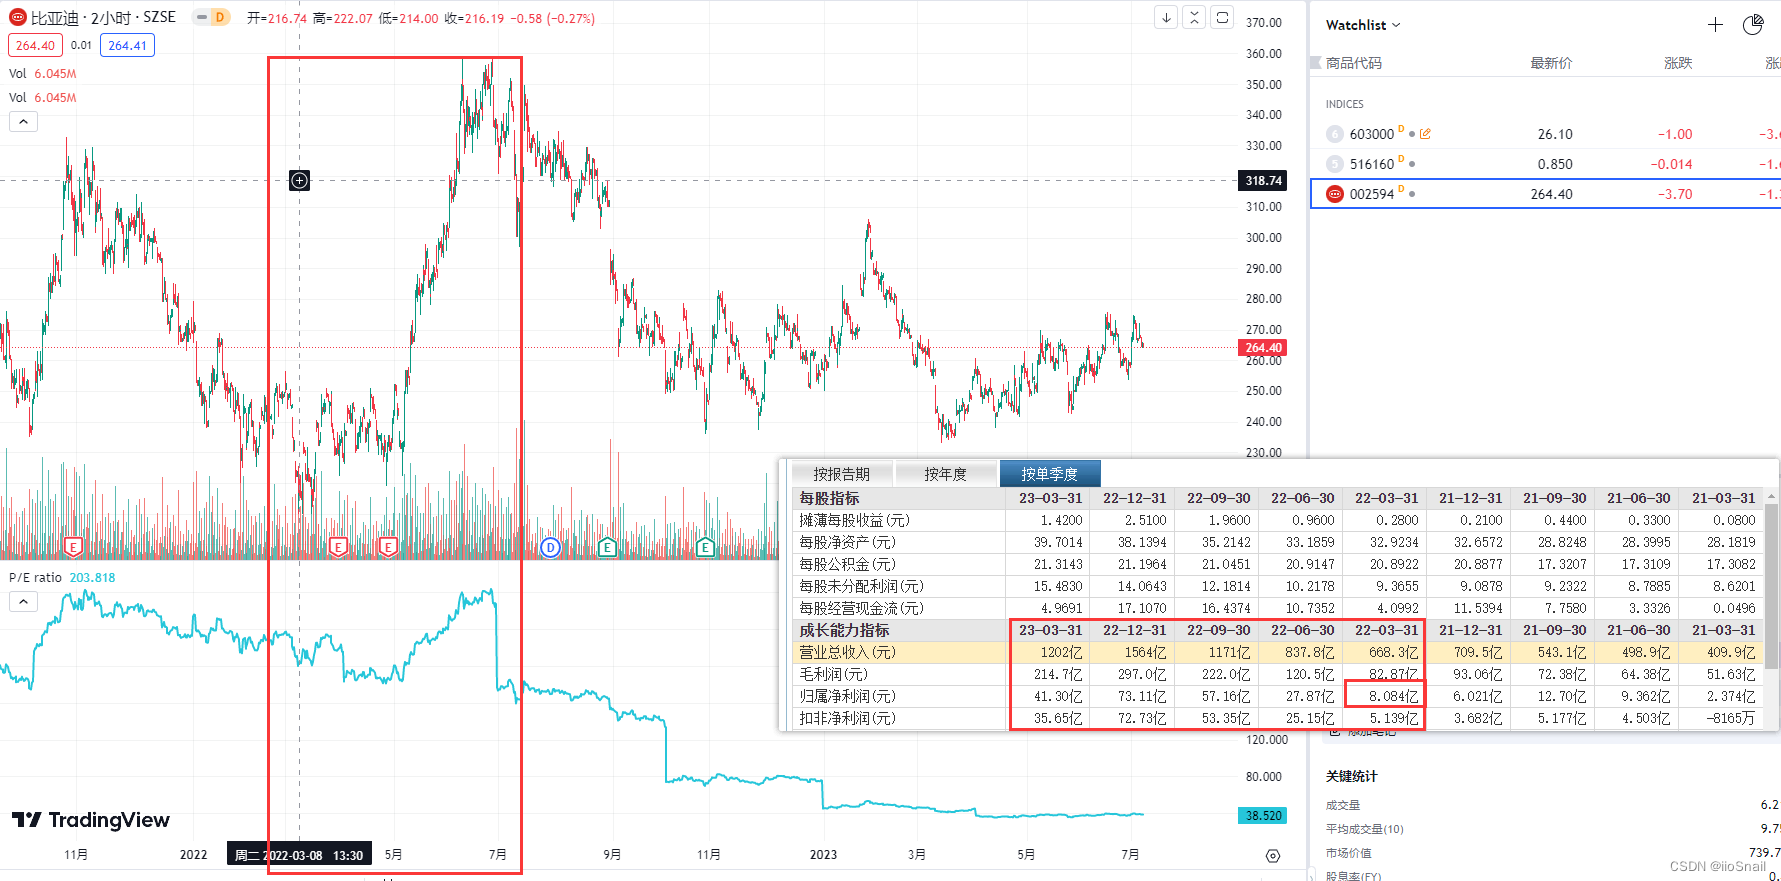 比亚迪 · 2小时 · SZSE D 开=216.74 高=222.07 低=214.00 收=216.19 −0.58 (−0.27%)
264.40 0.01 264.41
Vol 6.045M
Vol 6.045M
370.00
360.00
350.00
340.00
330.00
318.74
310.00
300.00
290.00
280.00
270.00
264.40
260.00
250.00
240.00
230.00
E E E D E E
P/E ratio 203.818
120.000
80.000
38.520
TradingView
11月 2022 周二 2022-03-08 13:30 5月 7月 9月 11月 2023 3月 5月 7月
Watchlist
商品代码 最新价 涨跌
INDICES
6 603000 D 26.10 −1.00 −3.
5 516160 D 0.850 −0.014 −1.
002594 D 264.40 −3.70 −1.
按报告期 按年度 按单季度
每股指标 23-03-31 22-12-31 22-09-30 22-06-30 22-03-31 21-12-31 21-09-30 21-06-30 21-03-31
摊薄每股收益(元) 1.4200 2.5100 1.9600 0.9600 0.2800 0.2100 0.4400 0.3300 0.0800
每股净资产(元) 39.7014 38.1394 35.2142 33.1859 32.9234 32.6572 28.8248 28.3995 28.1819
每股公积金(元) 21.3143 21.1964 21.0451 20.9147 20.8922 20.8877 17.3207 17.3109 17.3082
每股未分配利润(元) 15.4830 14.0643 12.1814 10.2178 9.3655 9.0878 9.2322 8.7885 8.6201
每股经营现金流(元) 4.9691 17.1070 16.4374 10.7352 4.0992 11.5394 7.7580 3.3326 0.0496
成长能力指标 23-03-31 22-12-31 22-09-30 22-06-30 22-03-31 21-12-31 21-09-30 21-06-30 21-03-31
营业总收入(元) 1202亿 1564亿 1171亿 837.8亿 668.3亿 709.5亿 543.1亿 498.9亿 409.9亿
毛利润(元) 214.7亿 297.0亿 222.0亿 120.5亿 82.87亿 93.06亿 72.38亿 64.38亿 51.63亿
归属净利润(元) 41.30亿 73.11亿 57.16亿 27.87亿 8.084亿 6.021亿 12.70亿 9.362亿 2.374亿
扣非净利润(元) 35.65亿 72.73亿 53.35亿 25.15亿 5.139亿 3.682亿 5.177亿 4.503亿 -8165万
关键统计
成交量 6.2
平均成交量(10) 9.7
市场价值 739.7
股息率(FY) 0.
CSDN @iioSnail